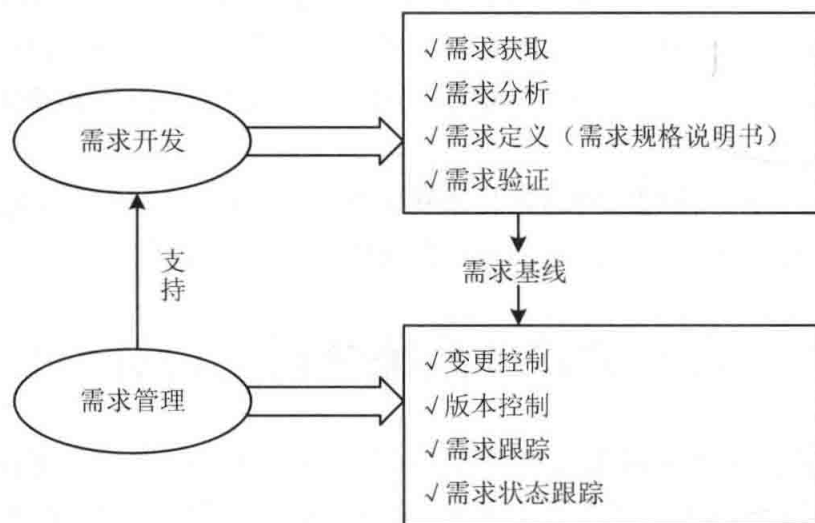 需求开发
√需求获取
√需求分析
√需求定义（需求规格说明书）
√需求验证
支持
需求基线
需求管理
√变更控制
√版本控制
√需求跟踪
√需求状态跟踪